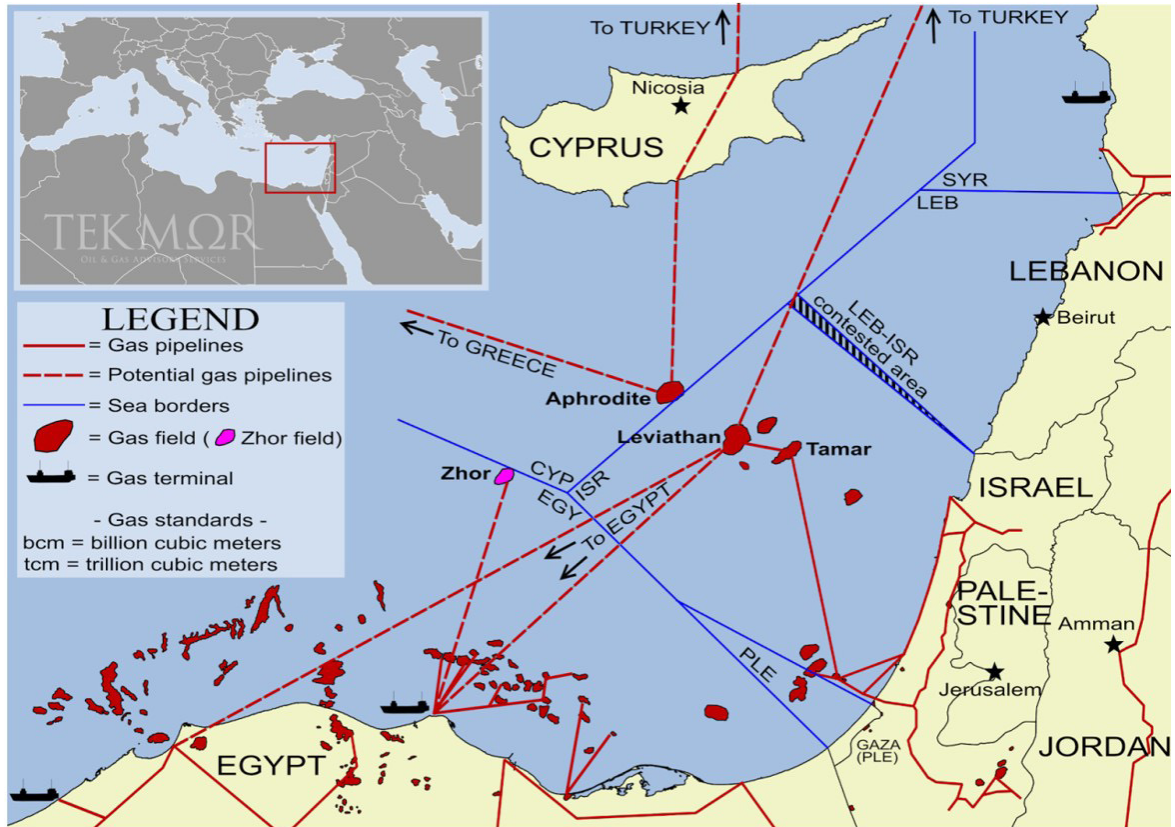 To TURKEY
To TURKEY
Nicosia
CYPRUS
SYR
LEB
TEKMΩR
OIL & GAS ADVISORY SERVICES
LEBANON
Beirut
LEB-ISR
contested area
To GREECE
LEGEND
= Gas pipelines
= Potential gas pipelines
= Sea borders
= Gas field ( Zhor field)
= Gas terminal
- Gas standards -
bcm = billion cubic meters
tcm = trillion cubic meters
Aphrodite
Leviathan
Tamar
Zhor
CYP
ISR
EGY
To EGYPT
ISRAEL
PALE-
STINE
Amman
PLE
Jerusalem
GAZA
(PLE)
EGYPT
JORDAN